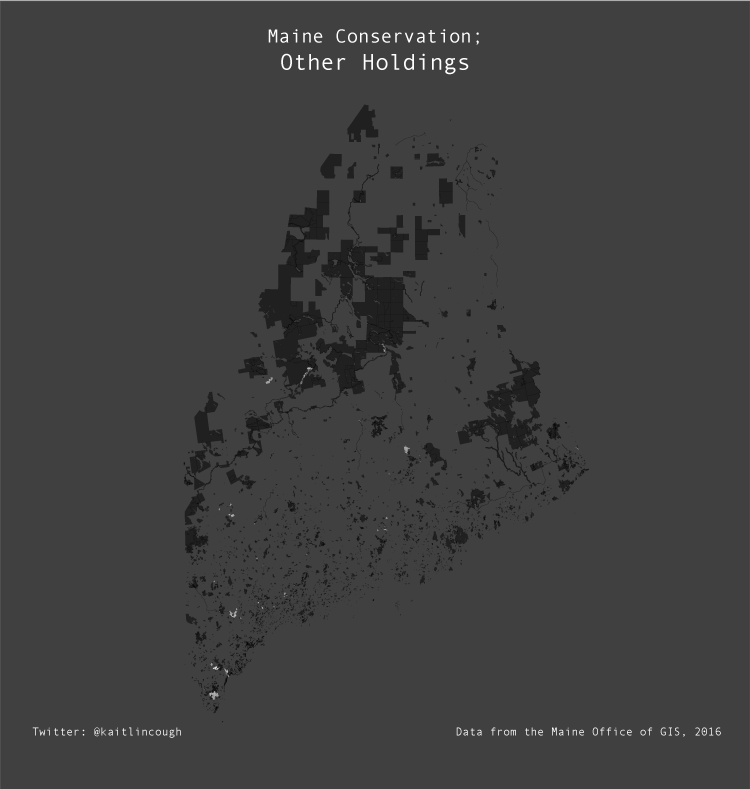 Maine Conservation;
Other Holdings
Twitter: @kaitlincough
Data from the Maine Office of GIS, 2016